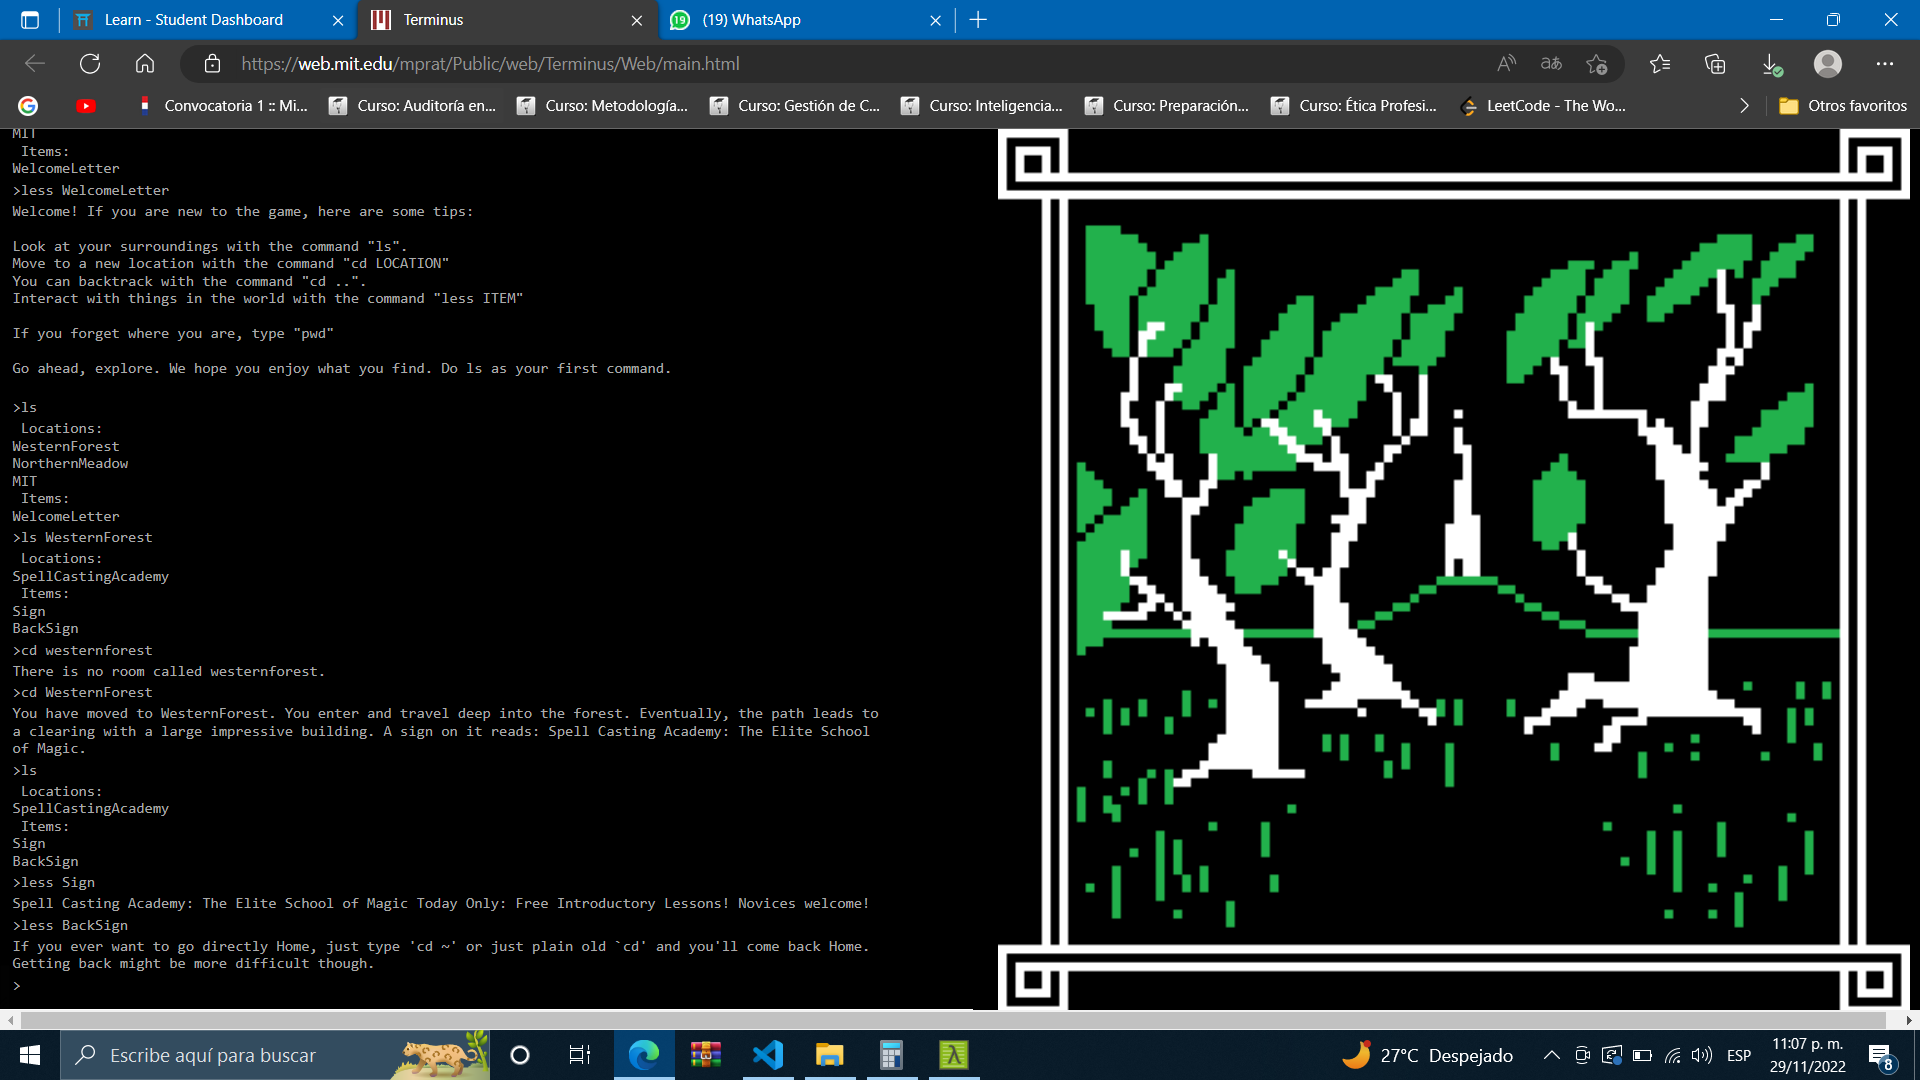 Learn - Student Dashboard
Terminus
(19) WhatsApp
https://web.mit.edu/mprat/Public/web/Terminus/Web/main.html
Convocatoria 1 :: Mi...
Curso: Auditoría en...
Curso: Metodología...
Curso: Gestión de C...
Curso: Inteligencia...
Curso: Preparación...
Curso: Ética Profesi...
LeetCode - The Wo...
Otros favoritos
MIT
Items:
WelcomeLetter
>less WelcomeLetter
Welcome! If you are new to the game, here are some tips:
Look at your surroundings with the command "ls".
Move to a new location with the command "cd LOCATION"
You can backtrack with the command "cd ..".
Interact with things in the world with the command "less ITEM"
If you forget where you are, type "pwd"
Go ahead, explore. We hope you enjoy what you find. Do ls as your first command.
>ls
Locations:
WesternForest
NorthernMeadow
MIT
Items:
WelcomeLetter
>ls WesternForest
Locations:
SpellCastingAcademy
Items:
Sign
BackSign
>cd westernforest
There is no room called westernforest.
>cd WesternForest
You have moved to WesternForest. You enter and travel deep into the forest. Eventually, the path leads to
a clearing with a large impressive building. A sign on it reads: Spell Casting Academy: The Elite School
of Magic.
>ls
Locations:
SpellCastingAcademy
Items:
Sign
BackSign
>less Sign
Spell Casting Academy: The Elite School of Magic Today Only: Free Introductory Lessons! Novices welcome!
>less BackSign
If you ever want to go directly Home, just type 'cd ~' or just plain old `cd' and you'll come back Home.
Getting back might be more difficult though.
>
Escribe aquí para buscar
27°C Despejado
ESP
11:07 p. m.
29/11/2022
8